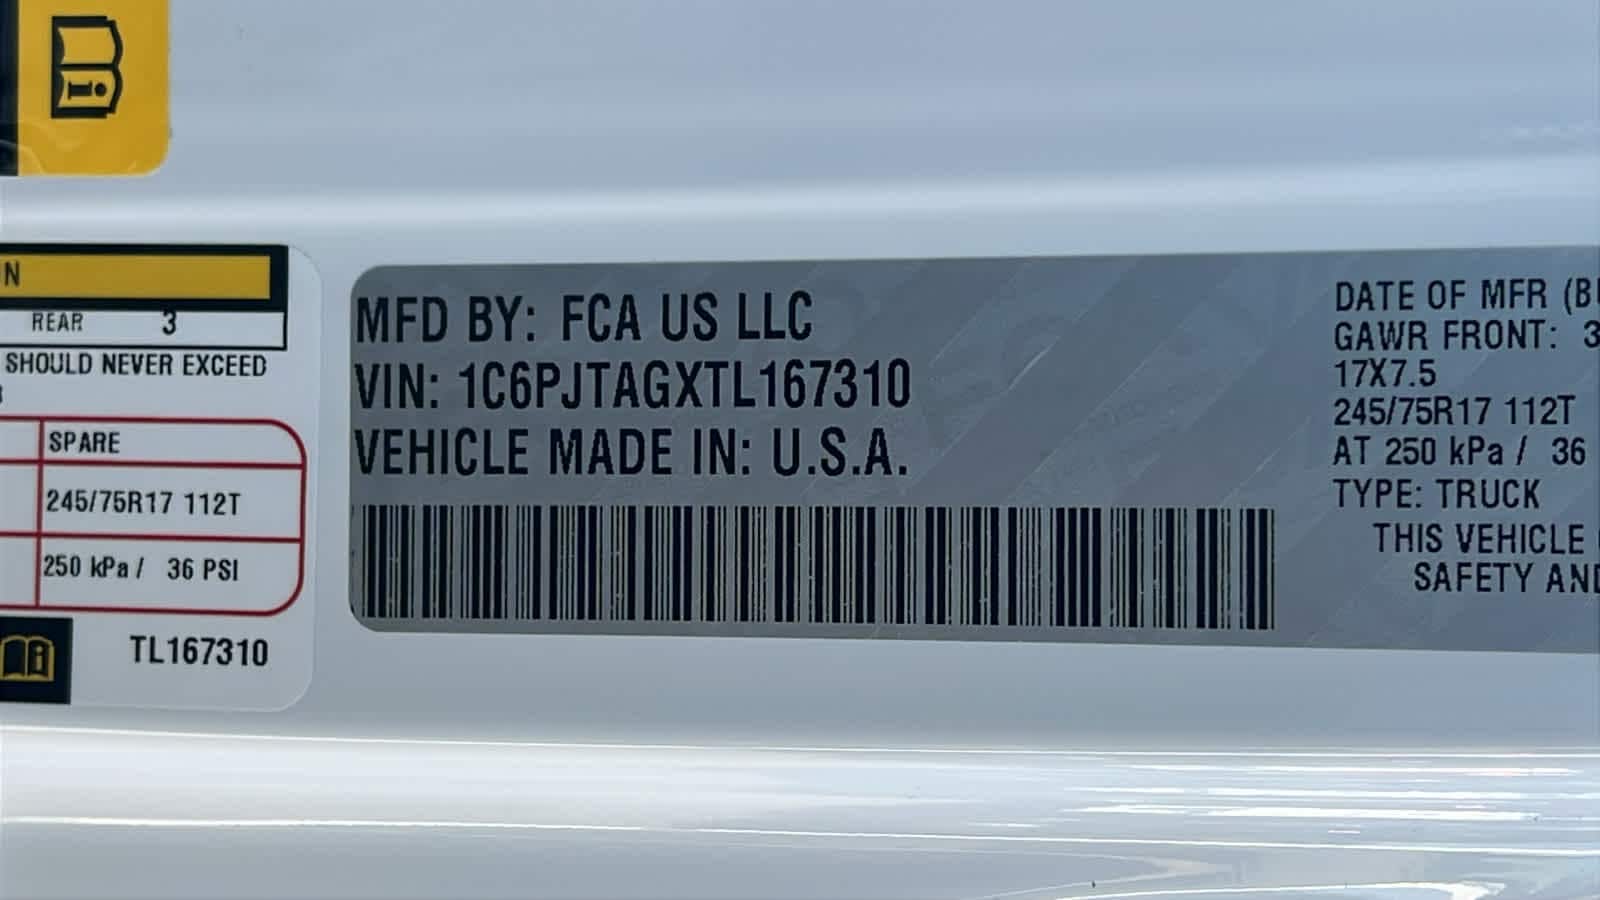 N
REAR 3
SHOULD NEVER EXCEED
SPARE
245/75R17 112T
250 kPa / 36 PSI
TL167310
MFD BY: FCA US LLC
VIN: 1C6PJTAGXTL167310
VEHICLE MADE IN: U.S.A.
DATE OF MFR (B
GAWR FRONT: 3
17X7.5
245/75R17 112T
AT 250 kPa / 36
TYPE: TRUCK
THIS VEHICLE
SAFETY AND